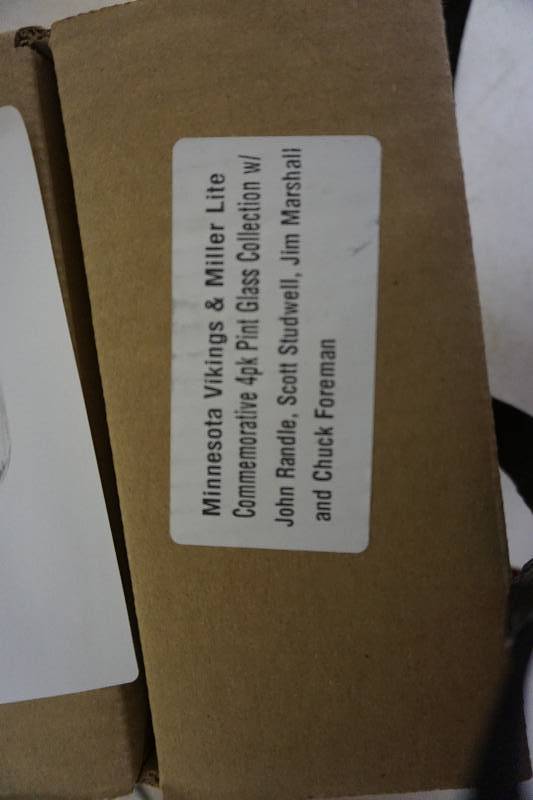 Minnesota Vikings & Miller Lite
Commemorative 4pk Pint Glass Collection w/
John Randle, Scott Studwell, Jim Marshall
and Chuck Foreman